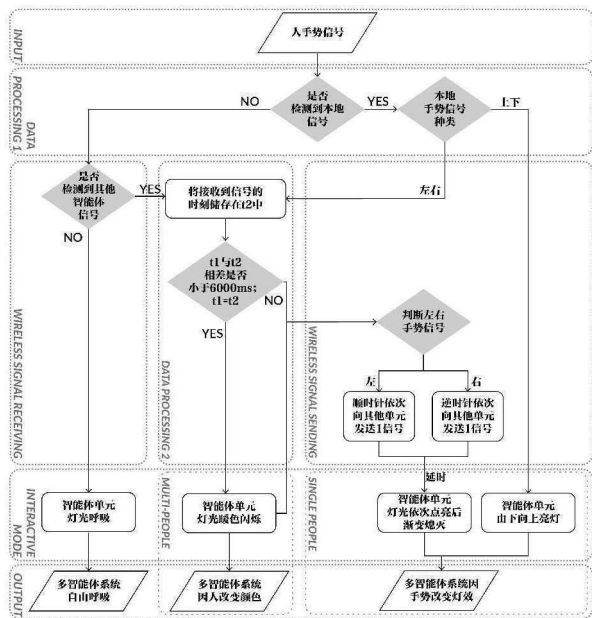 INPUT
人手势信号
DATA
PROCESSING 1
NO
是否
检测到本地
信号
YES
本地
手势信号
种类
上下
左右
WIRELESS SIGNAL RECEIVING
是否
检测到其他
智能体
信号
YES
NO
DATA PROCESSING 2
将接收到信号的
时刻储存在t2中
t1与t2
相差是否
小于6000ms;
t1=t2
NO
YES
WIRELESS SIGNAL SENDING
判断左右
手势信号
左
右
顺时针依次
向其他单元
发送1信号
逆时针依次
向其他单元
发送1信号
延时
INTERACTIVE
MODE
智能体单元
灯光呼吸
MULTI-PEOPLE
智能体单元
灯光暖色闪烁
SINGLE PEOPLE
智能体单元
灯光依次点亮后
渐变熄灭
智能体单元
由下向上亮灯
OUTPUT
多智能体系统
自由呼吸
多智能体系统
因人改变颜色
多智能体系统因
手势改变灯效